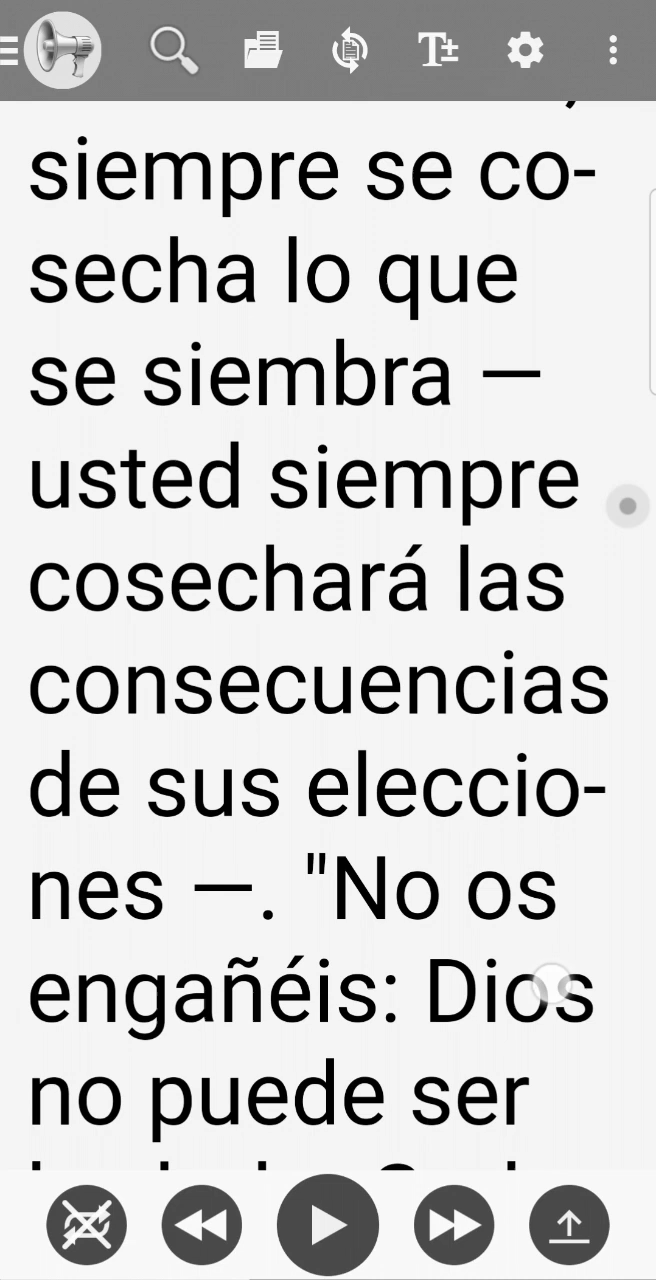 siempre se co-
secha lo que
se siembra —
usted siempre
cosechará las
consecuencias
de sus eleccio-
nes —. "No os
engañéis: Dios
no puede ser